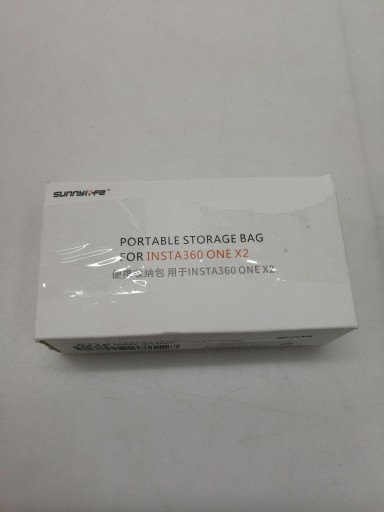 SUNNYLIFE
PORTABLE STORAGE BAG
FOR INSTA360 ONE X2
便携收纳包 用于INSTA360 ONE X2